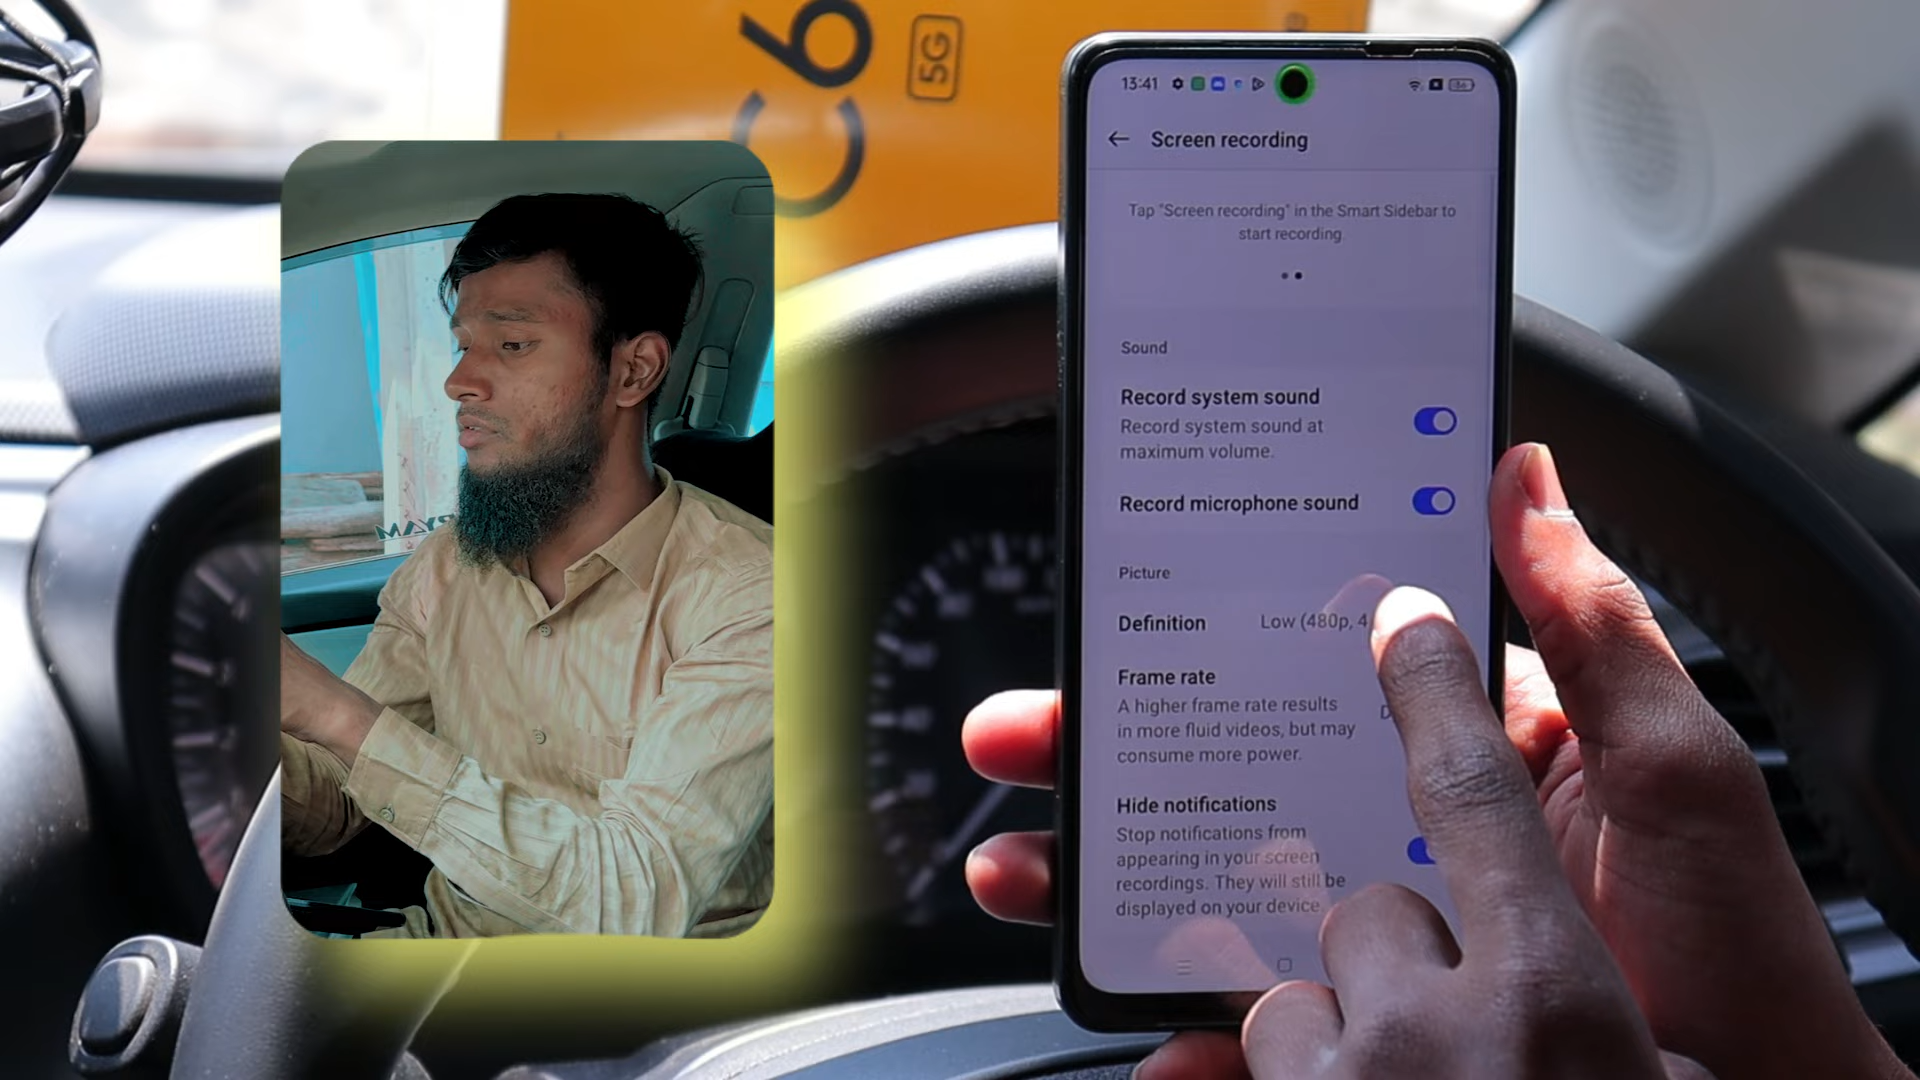 C6
5G
13:41
Screen recording
Tap "Screen recording" in the Smart Sidebar to
start recording
Sound
Record system sound
Record system sound at
maximum volume.
Record microphone sound
Picture
Definition Low (480p, 4
Frame rate
A higher frame rate results
in more fluid videos, but may
consume more power.
Hide notifications
Stop notifications from
appearing in your screen
recordings. They will still be
displayed on your device